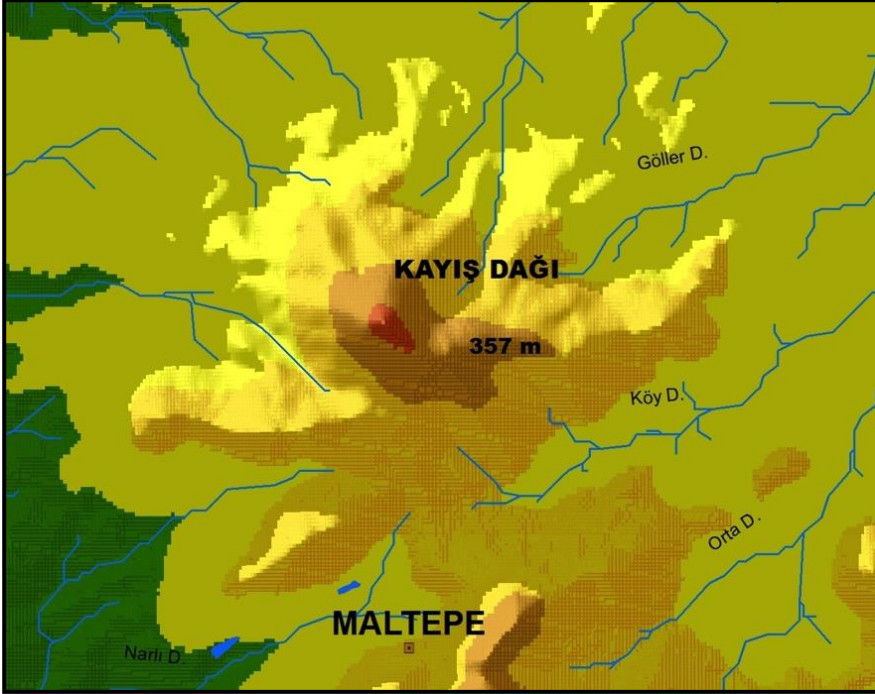 Göller D.
KAYIŞ DAĞI
357 m
Köy D.
Orta D.
MALTEPE
Narlı D.